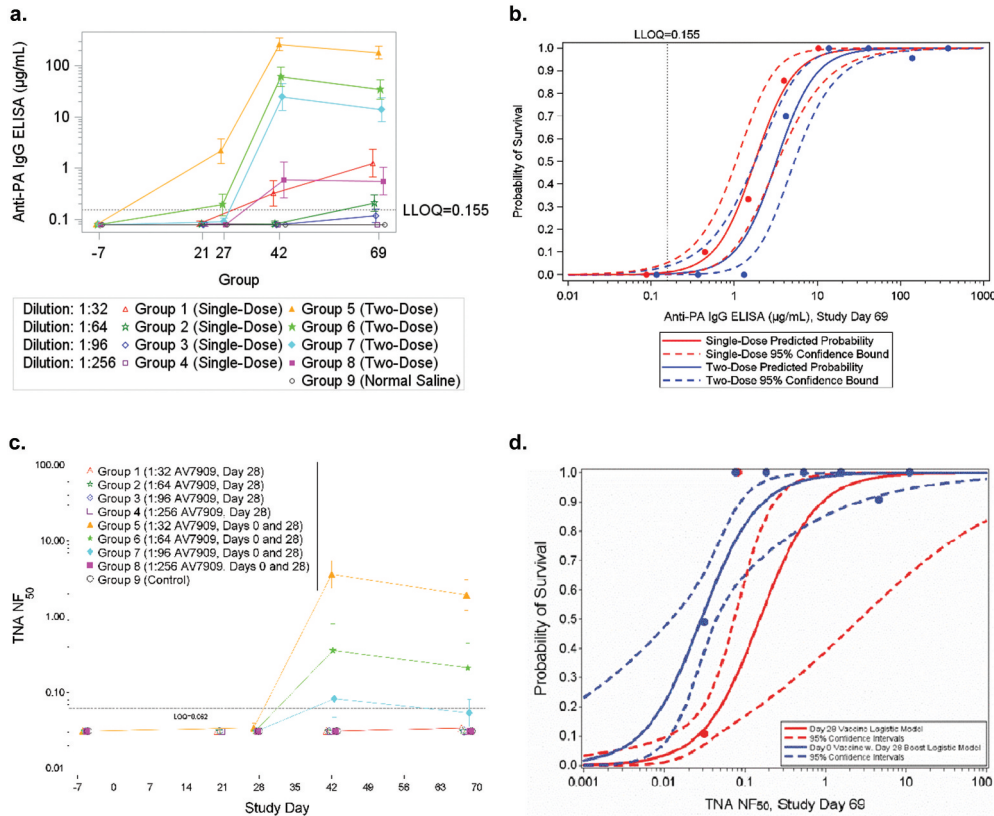 a.
Anti-PA IgG ELISA (µg/mL)
100
10
1
0.1
LLOQ=0.155
-7 21 27 42 69
Group
Dilution: 1:32 Group 1 (Single-Dose) Group 5 (Two-Dose)
Dilution: 1:64 Group 2 (Single-Dose) Group 6 (Two-Dose)
Dilution: 1:96 Group 3 (Single-Dose) Group 7 (Two-Dose)
Dilution: 1:256 Group 4 (Single-Dose) Group 8 (Two-Dose)
Group 9 (Normal Saline)
b.
LLOQ=0.155
Probability of Survival
1.0
0.9
0.8
0.7
0.6
0.5
0.4
0.3
0.2
0.1
0.0
0.01 0.1 1 10 100 1000
Anti-PA IgG ELISA (µg/mL), Study Day 69
Single-Dose Predicted Probability
Single-Dose 95% Confidence Bound
Two-Dose Predicted Probability
Two-Dose 95% Confidence Bound
c.
TNA NF50
100.00
10.00
1.00
0.10
0.01
Group 1 (1:32 AV7909, Day 28)
Group 2 (1:64 AV7909, Day 28)
Group 3 (1:96 AV7909, Day 28)
Group 4 (1:256 AV7909, Day 28)
Group 5 (1:32 AV7909, Days 0 and 28)
Group 6 (1:64 AV7909, Days 0 and 28)
Group 7 (1:96 AV7909, Days 0 and 28)
Group 8 (1:256 AV7909, Days 0 and 28)
Group 9 (Control)
LOQ=0.062
-7 0 7 14 21 28 35 42 49 56 63 70
Study Day
d.
Probability of Survival
1.0
0.9
0.8
0.7
0.6
0.5
0.4
0.3
0.2
0.1
0.0
0.001 0.01 0.1 1 10 100
TNA NF50, Study Day 69
Day 28 Vaccine Logistic Model
95% Confidence Intervals
Day 0 Vaccine w. Day 28 Boost Logistic Model
95% Confidence Intervals